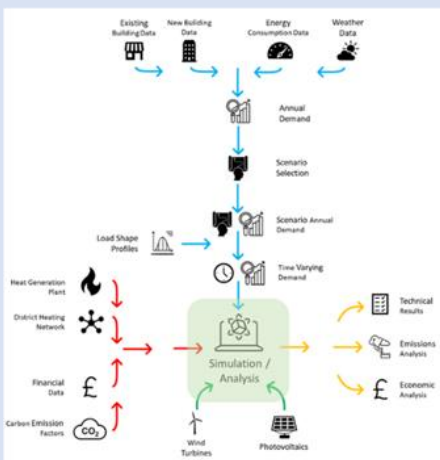 Existing
Building Data
New Building
Data
Energy
Consumption Data
Weather
Data
Annual
Demand
Scenario
Selection
Scenario Annual
Demand
Load Shape
Profiles
Time Varying
Demand
Heat Generation
Plant
District Heating
Network
Financial
Data
£
Carbon Emission
Factors
CO₂
Simulation /
Analysis
Technical
Results
Emissions
Analysis
£
Economic
Analysis
Wind
Turbines
Photovoltaics